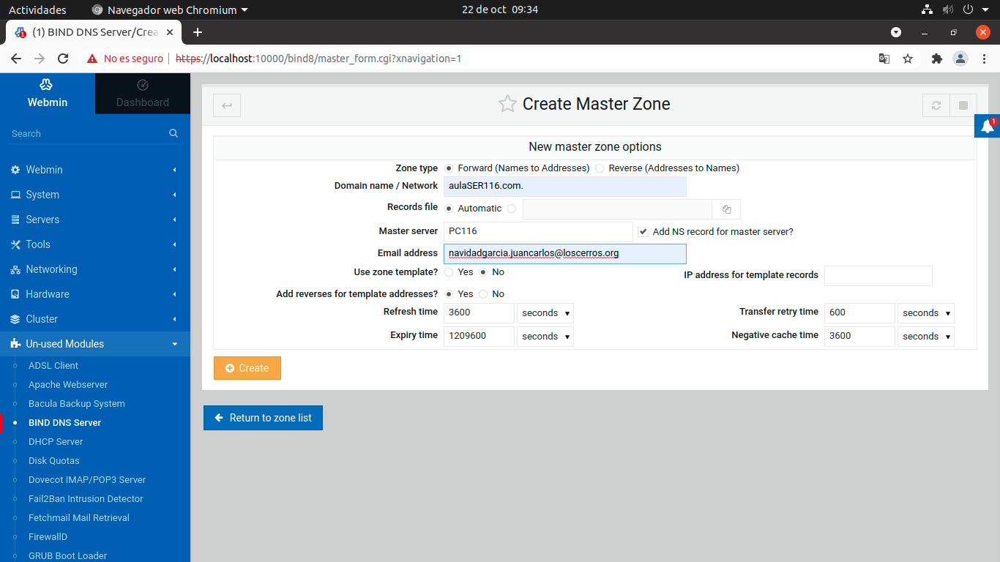 Actividades Navegador web Chromium 22 de oct 09:34
(1) BIND DNS Server/Crea
No es seguro https://localhost:10000/bind8/master_form.cgi?xnavigation=1
Webmin
Dashboard
Search
Webmin
System
Servers
Tools
Networking
Hardware
Cluster
Un-used Modules
ADSL Client
Apache Webserver
Bacula Backup System
BIND DNS Server
DHCP Server
Disk Quotas
Dovecot IMAP/POP3 Server
Fail2Ban Intrusion Detector
Fetchmail Mail Retrieval
FirewallD
GRUB Boot Loader
Create Master Zone
1
New master zone options
Zone type Forward (Names to Addresses) Reverse (Addresses to Names)
Domain name / Network aulaSER116.com.
Records file Automatic
Master server PC116 Add NS record for master server?
Email address navidadgarcia.juancarlos@loscerros.org
Use zone template? Yes No IP address for template records
Add reverses for template addresses? Yes No
Refresh time 3600 seconds Transfer retry time 600 seconds
Expiry time 1209600 seconds Negative cache time 3600 seconds
Create
Return to zone list